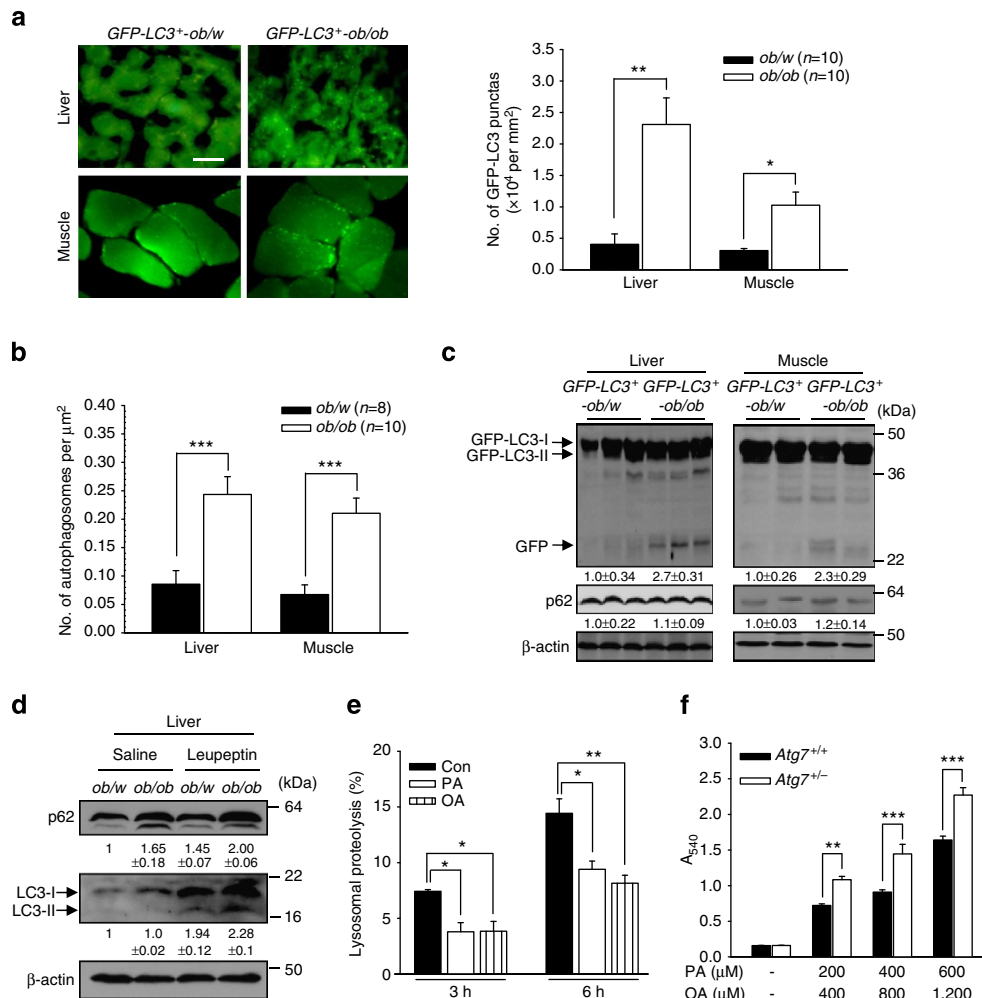 a
GFP-LC3+-ob/w GFP-LC3+-ob/ob
Liver
Muscle
No. of GFP-LC3 punctas
(×10⁴ per mm²)
3.5
3.0
2.5
2.0
1.5
1.0
0.5
0.0
ob/w (n=10)
ob/ob (n=10)
**
*
Liver Muscle
b
No. of autophagosomes per μm²
0.40
0.35
0.30
0.25
0.20
0.15
0.10
0.05
0.00
ob/w (n=8)
ob/ob (n=10)
***
***
Liver Muscle
c
Liver Muscle
GFP-LC3+ GFP-LC3+ GFP-LC3+ GFP-LC3+
-ob/w -ob/ob -ob/w -ob/ob (kDa)
GFP-LC3-I
GFP-LC3-II
GFP
50
36
22
1.0±0.34 2.7±0.31 1.0±0.26 2.3±0.29
p62 64
1.0±0.22 1.1±0.09 1.0±0.03 1.2±0.14
β-actin 50
d
Liver
Saline Leupeptin
ob/w ob/ob ob/w ob/ob (kDa)
p62 64
1 1.65 1.45 2.00
±0.18 ±0.07 ±0.06
22
LC3-I
LC3-II 16
1 1.0 1.94 2.28
±0.02 ±0.12 ±0.1
β-actin 50
e
Lysosomal proteolysis (%)
20
15
10
5
0
Con
PA
OA
*
*
*
**
3 h 6 h
f
A₅₄₀
3.0
2.5
2.0
1.5
1.0
0.5
0.0
Atg7+/+
Atg7+/–
**
***
***
PA (μM) - 200 400 600
OA (μM) - 400 800 1,200